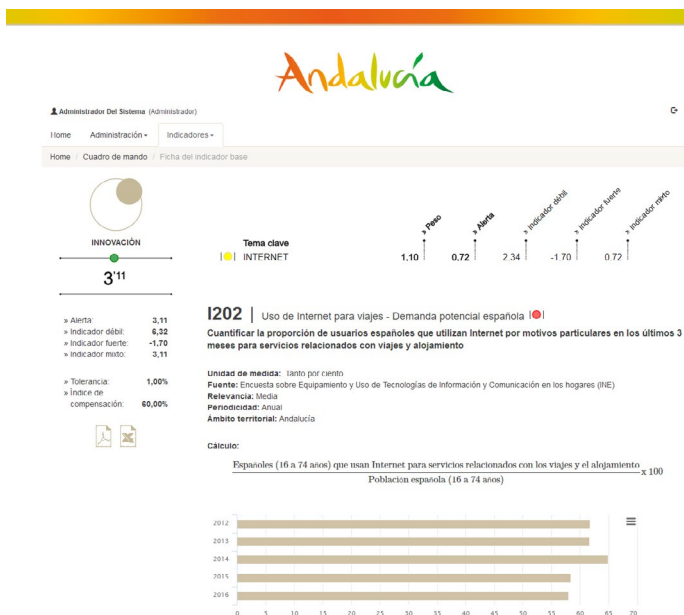 Andalucía
Administrador Del Sistema (Administrador)
Home Administración Indicadores
Home / Cuadro de mando / Ficha del indicador base
» Peso » Alerta » Indicador débil » Indicador fuerte » Indicador mixto
INNOVACIÓN
3'11
Tema clave
INTERNET 1.10 0.72 2.34 -1.70 0.72
» Alerta: 3,11
» Indicador débil: 6,32
» Indicador fuerte: -1,70
» Indicador mixto: 3,11
» Tolerancia: 1,00%
» Índice de
compensación: 60,00%
I202 | Uso de Internet para viajes - Demanda potencial española
Cuantificar la proporción de usuarios españoles que utilizan Internet por motivos particulares en los últimos 3
meses para servicios relacionados con viajes y alojamiento
Unidad de medida: Tanto por ciento
Fuente: Encuesta sobre Equipamiento y Uso de Tecnologías de Información y Comunicación en los hogares (INE)
Relevancia: Media
Periodicidad: Anual
Ámbito territorial: Andalucía
Cálculo:
Españoles (16 a 74 años) que usan Internet para servicios relacionados con los viajes y el alojamiento
x 100
Población española (16 a 74 años)
2012
2013
2014
2015
2016
0 5 10 15 20 25 30 35 40 45 50 55 60 65 70